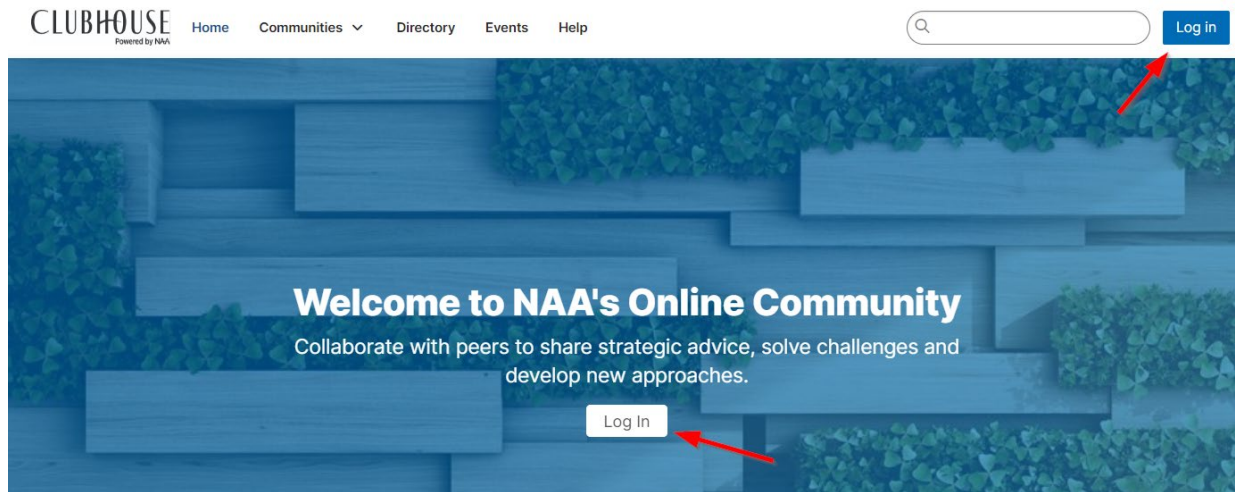 CLUBHOUSE
Powered by NAA
Home Communities Directory Events Help
Log in
Welcome to NAA's Online Community
Collaborate with peers to share strategic advice, solve challenges and
develop new approaches.
Log In